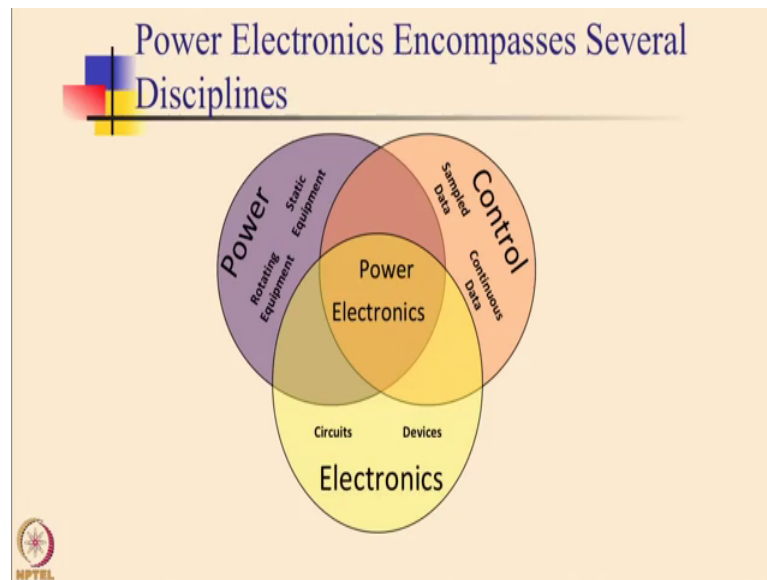 Power Electronics Encompasses Several
Disciplines
Power
Static
Equipment
Rotating
Equipment
Control
Sampled
Data
Continuous
Data
Power
Electronics
Circuits
Devices
Electronics
NPTEL